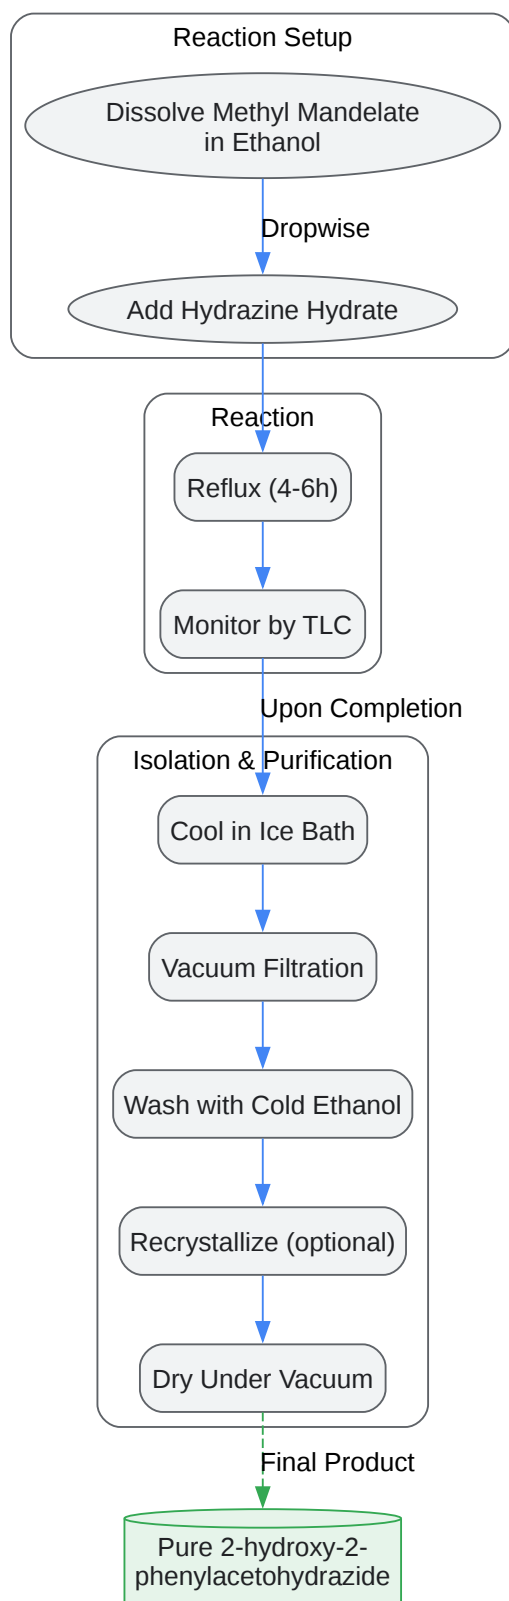 Reaction Setup
Dissolve Methyl Mandelate
in Ethanol
Dropwise
Add Hydrazine Hydrate
Reaction
Reflux (4-6h)
Monitor by TLC
Upon Completion
Isolation & Purification
Cool in Ice Bath
Vacuum Filtration
Wash with Cold Ethanol
Recrystallize (optional)
Dry Under Vacuum
Final Product
Pure 2-hydroxy-2-
phenylacetohydrazide